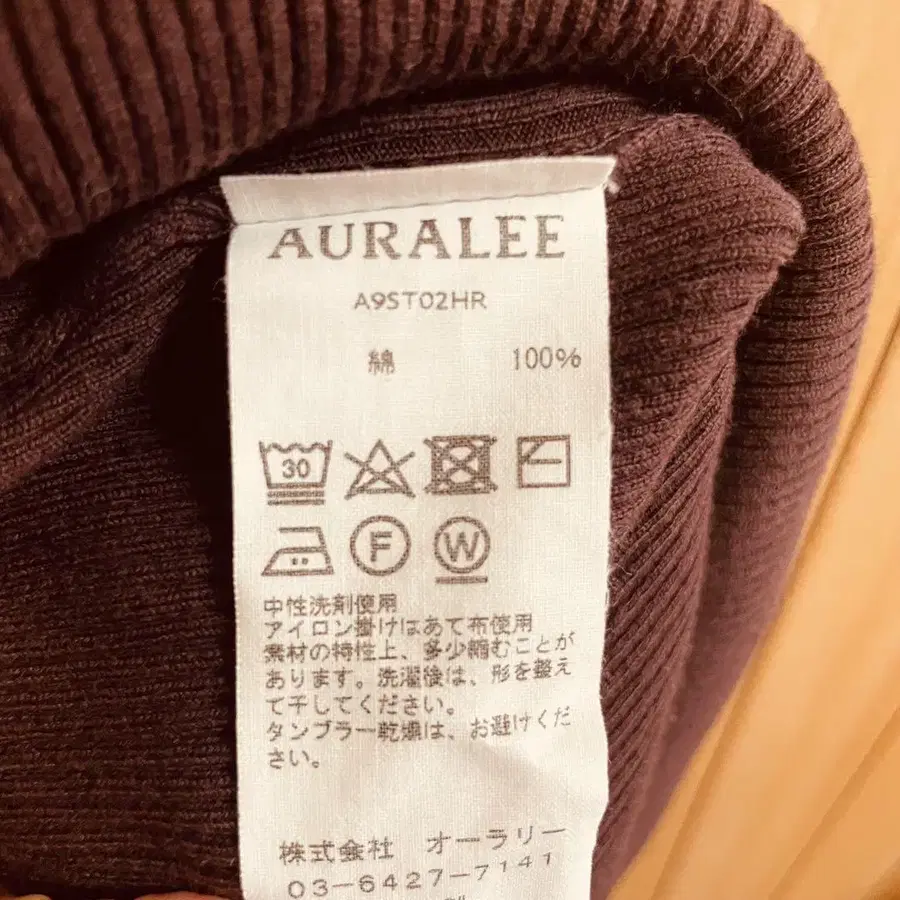 AURALEE
A9ST02HR
綿 100%
30
F W
中性洗剤使用
アイロン掛けはあて布使用
素材の特性上、多少縮むことが
あります。洗濯後は、形を整え
て干してください。
タンブラー乾燥は、お避けくだ
さい。
株式会社 オーラリー
03-6427-7141